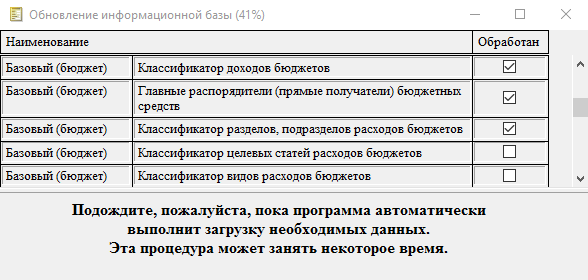 Обновление информационной базы (41%)
Наименование Обработан
Базовый (бюджет) Классификатор доходов бюджетов
Базовый (бюджет) Главные распорядители (прямые получатели) бюджетных
средств
Базовый (бюджет) Классификатор разделов, подразделов расходов бюджетов
Базовый (бюджет) Классификатор целевых статей расходов бюджетов
Базовый (бюджет) Классификатор видов расходов бюджетов
Подождите, пожалуйста, пока программа автоматически
выполнит загрузку необходимых данных.
Эта процедура может занять некоторое время.